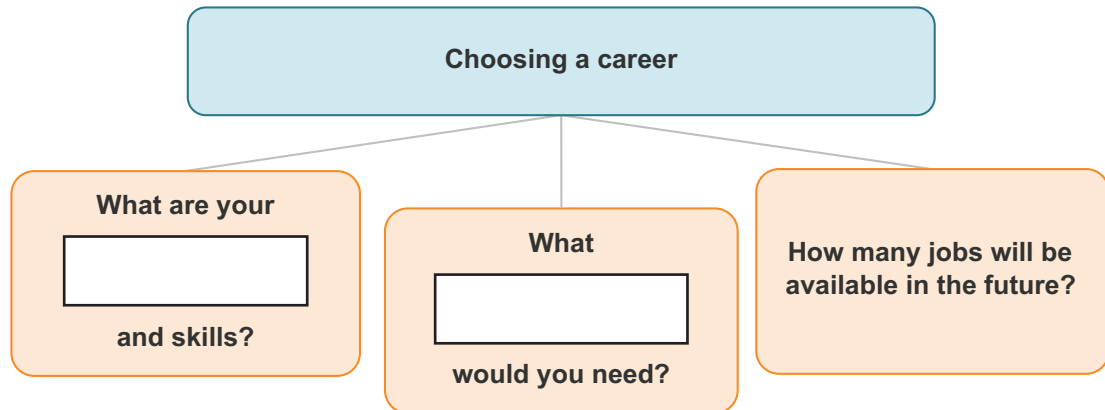 Choosing a career
What are your
and skills?
What
would you need?
How many jobs will be
available in the future?